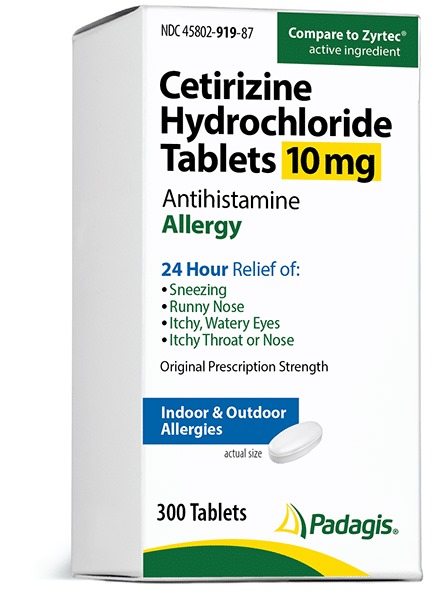 NDC 45802-919-87
Compare to Zyrtec®
active ingredient
Cetirizine
Hydrochloride
Tablets 10 mg
Antihistamine
Allergy
24 Hour Relief of:
• Sneezing
• Runny Nose
• Itchy, Watery Eyes
• Itchy Throat or Nose
Original Prescription Strength
Indoor & Outdoor
Allergies
actual size
300 Tablets
Padagis®